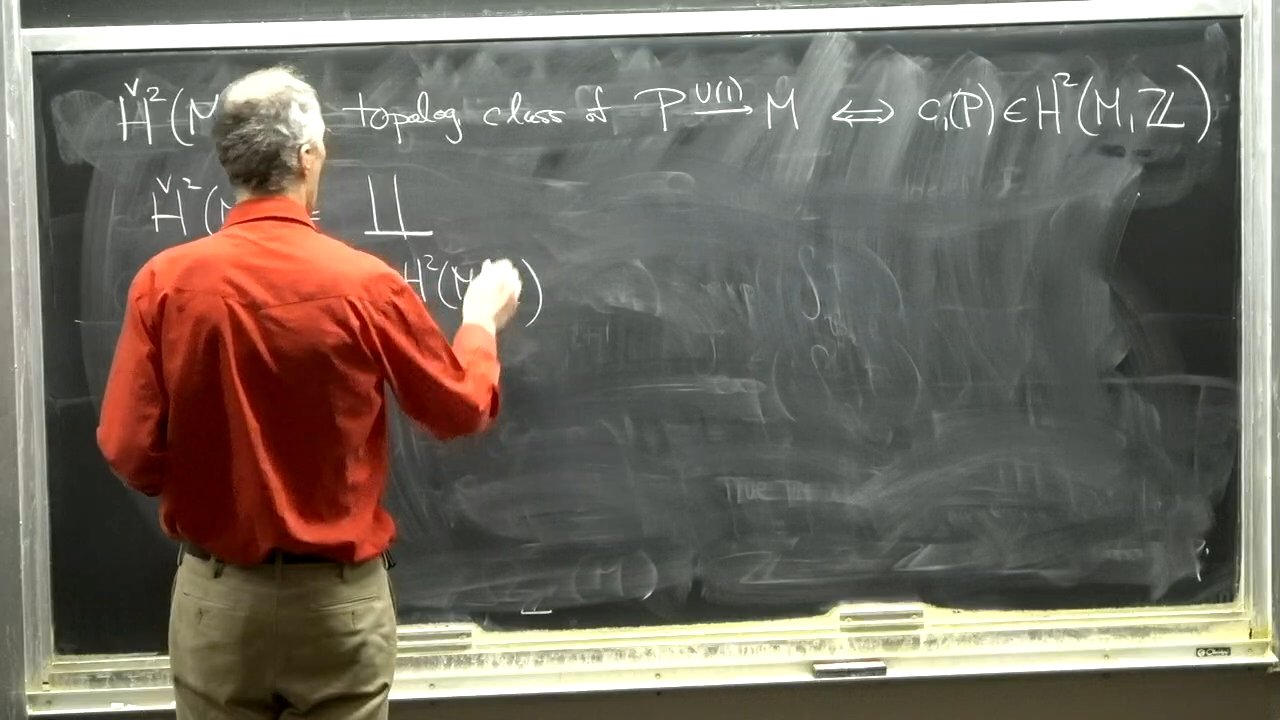 Ȟ²(M topolog class of P —U(1)→ M ⟷ c₁(P) ∈ H²(M, ℤ)
Ȟ²( = ∐
H²(M )